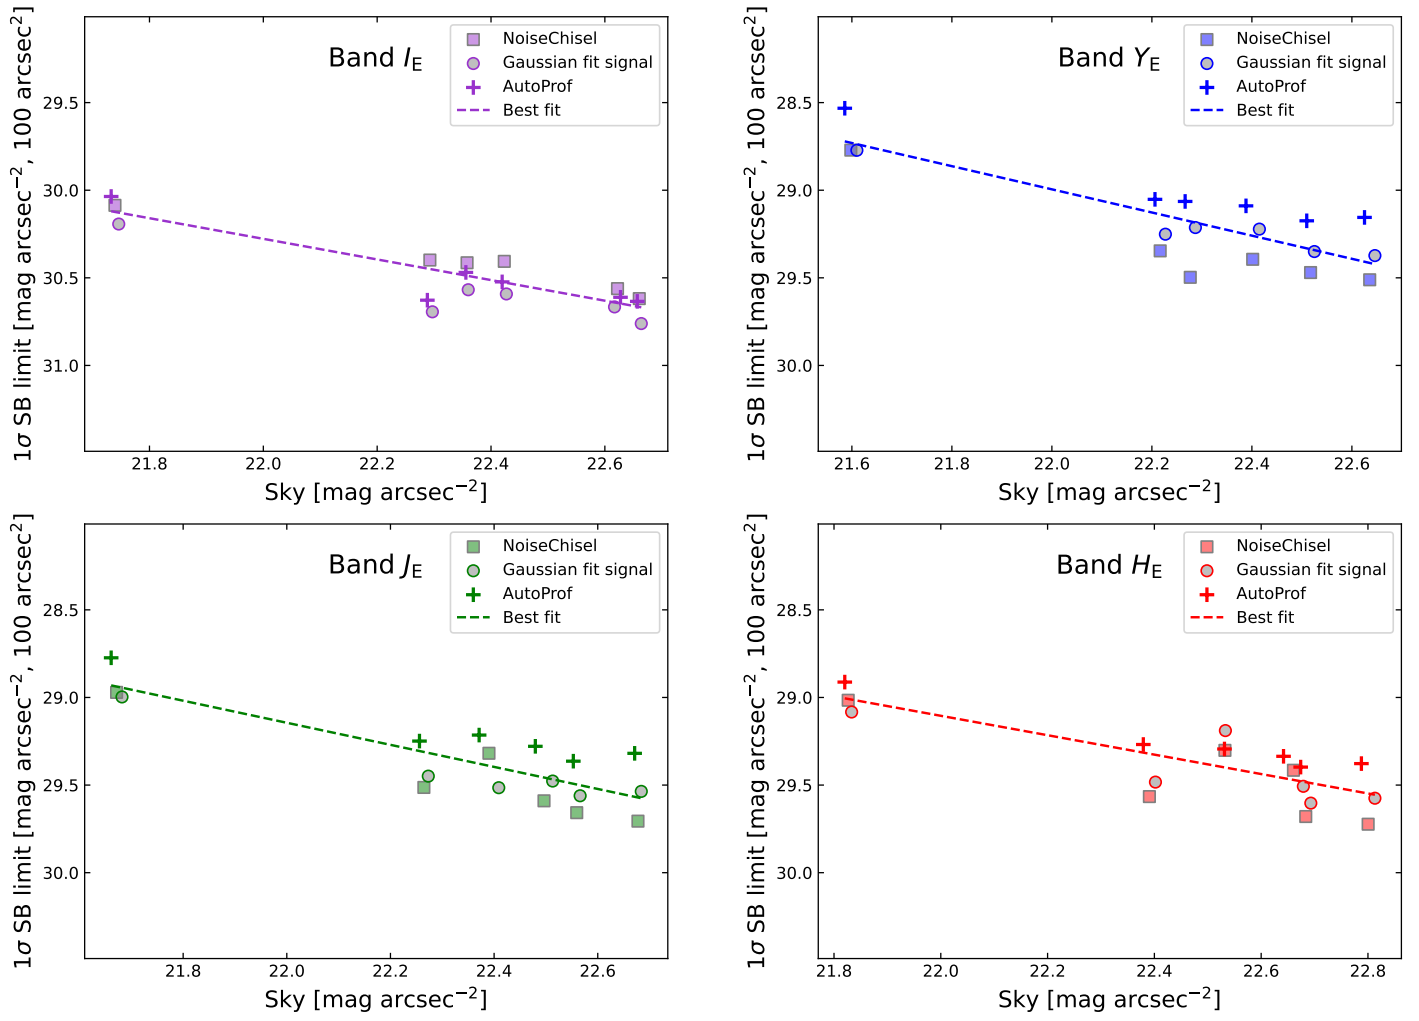 Band I_E
NoiseChisel
Gaussian fit signal
AutoProf
Best fit
29.5
30.0
30.5
31.0
1σ SB limit [mag arcsec⁻², 100 arcsec²]
21.8 22.0 22.2 22.4 22.6
Sky [mag arcsec⁻²]
Band Y_E
NoiseChisel
Gaussian fit signal
AutoProf
Best fit
28.5
29.0
29.5
30.0
1σ SB limit [mag arcsec⁻², 100 arcsec²]
21.6 21.8 22.0 22.2 22.4 22.6
Sky [mag arcsec⁻²]
Band J_E
NoiseChisel
Gaussian fit signal
AutoProf
Best fit
28.5
29.0
29.5
30.0
1σ SB limit [mag arcsec⁻², 100 arcsec²]
21.8 22.0 22.2 22.4 22.6
Sky [mag arcsec⁻²]
Band H_E
NoiseChisel
Gaussian fit signal
AutoProf
Best fit
28.5
29.0
29.5
30.0
1σ SB limit [mag arcsec⁻², 100 arcsec²]
21.8 22.0 22.2 22.4 22.6 22.8
Sky [mag arcsec⁻²]